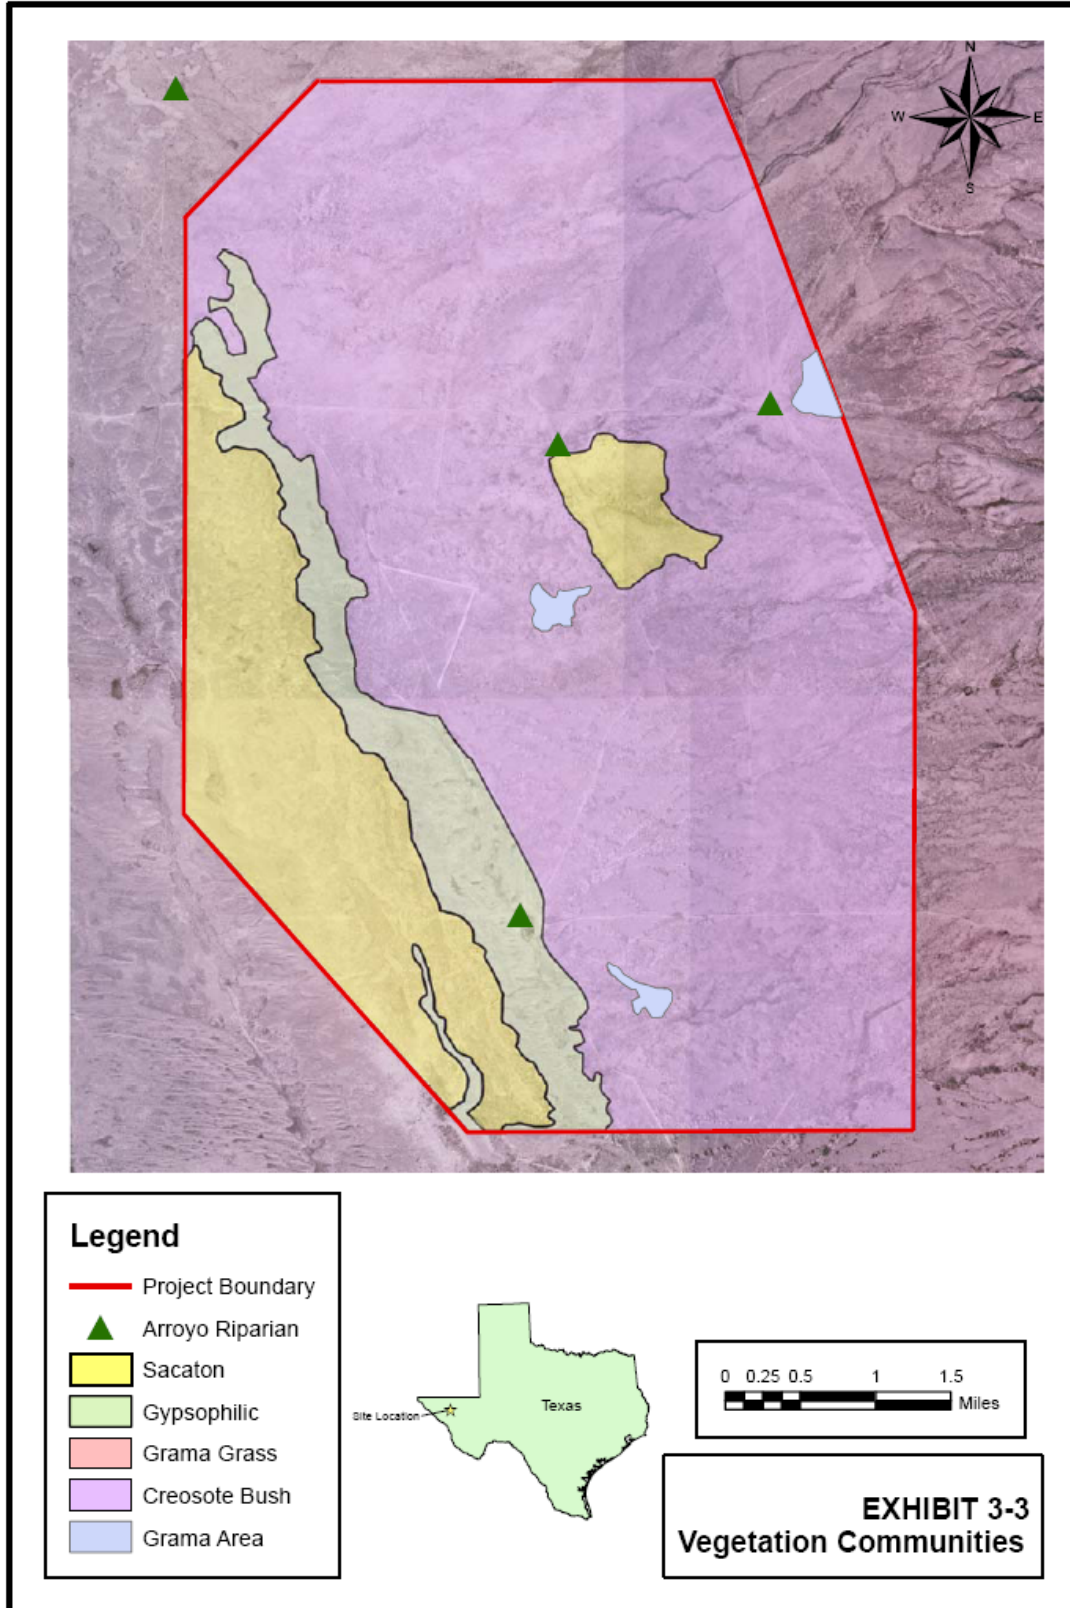 N
W E
S
Legend
Project Boundary
Arroyo Riparian
Sacaton
Gypsophilic
Grama Grass
Creosote Bush
Grama Area
Site Location
Texas
0 0.25 0.5 1 1.5
Miles
EXHIBIT 3-3
Vegetation Communities